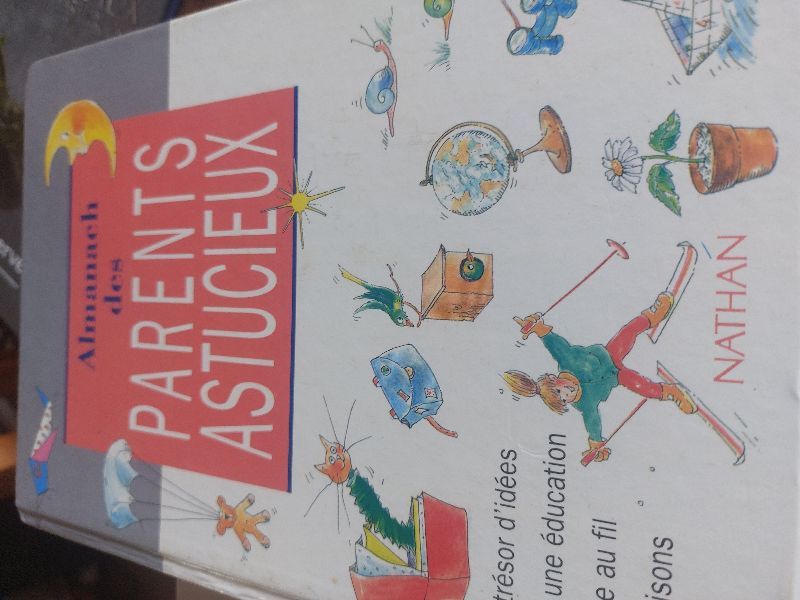 Almanach
des
PARENTS
ASTUCIEUX
trésor d'idées
une éducation
e au fil
isons
NATHAN